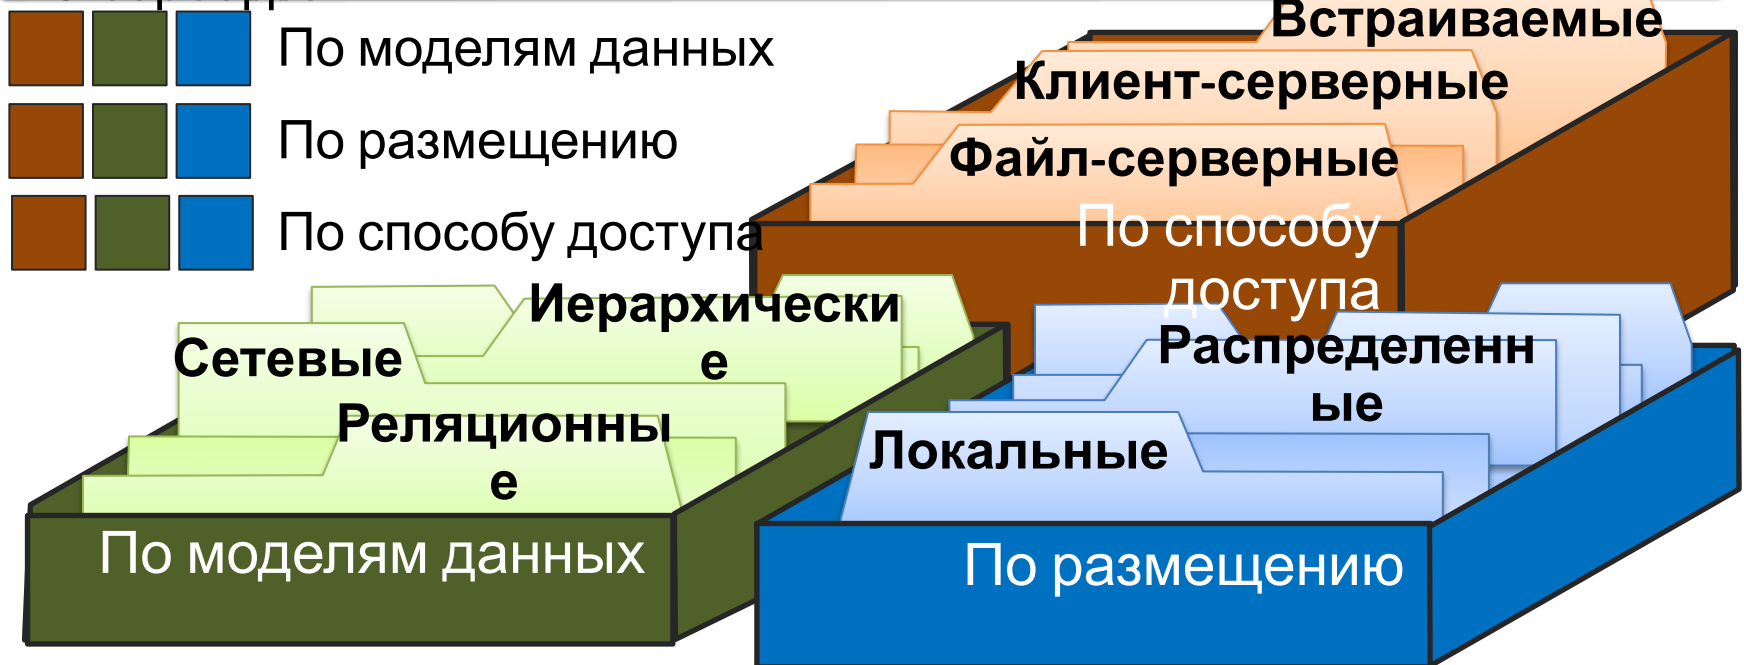 По моделям данных
По размещению
По способу доступа
Встраиваемые
Клиент-серверные
Файл-серверные
По способу
доступа
Иерархически
е
Сетевые
Реляционны
е
По моделям данных
Распределенн
ые
Локальные
По размещению